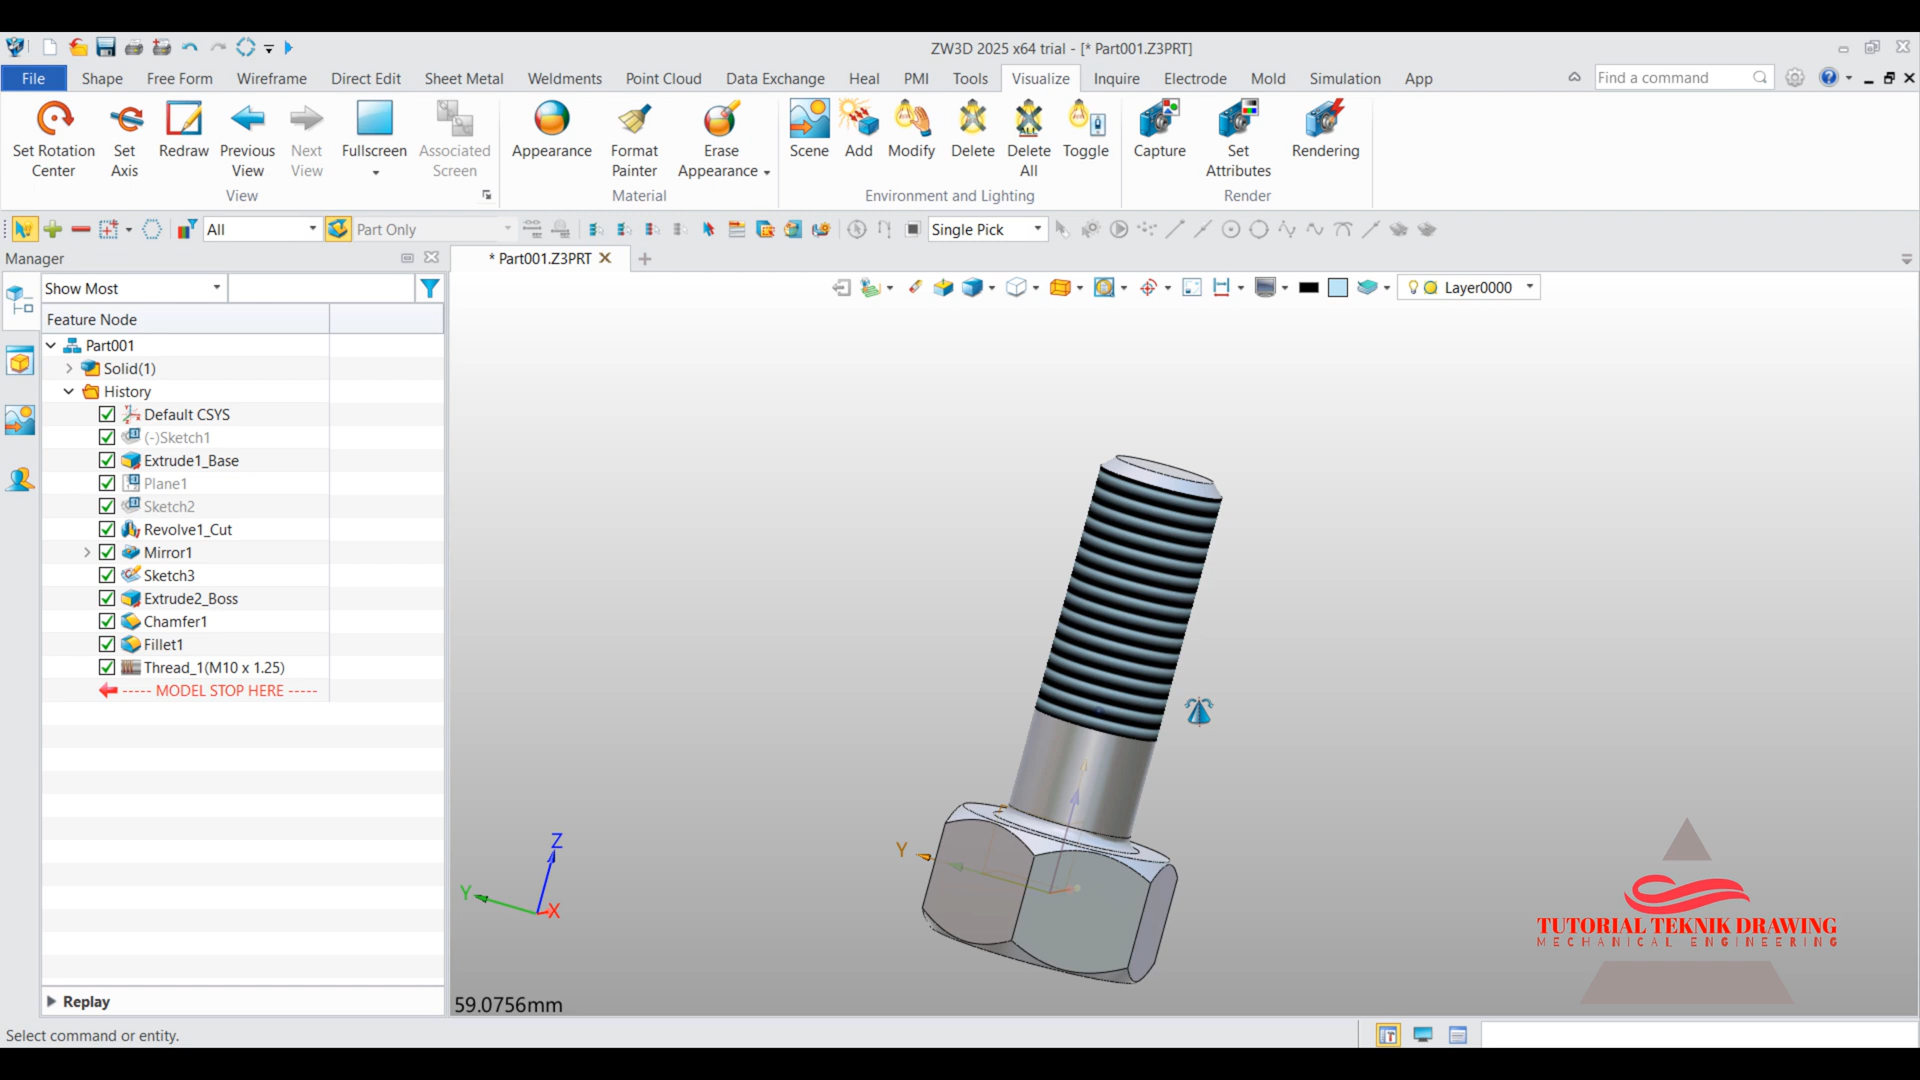 ZW3D 2025 x64 trial - [* Part001.Z3PRT]
File Shape Free Form Wireframe Direct Edit Sheet Metal Weldments Point Cloud Data Exchange Heal PMI Tools Visualize Inquire Electrode Mold Simulation App Find a command
Set Rotation Center
Set Axis
Redraw
Previous View
Next View
Fullscreen
Associated Screen
Appearance
Format Painter
Erase Appearance
Scene
Add
Modify
Delete
Delete All
Toggle
Capture
Set Attributes
Rendering
View Material Environment and Lighting Render
All Part Only Single Pick
Manager
* Part001.Z3PRT
Show Most
Layer0000
Feature Node
Part001
Solid(1)
History
Default CSYS
(-)Sketch1
Extrude1_Base
Plane1
Sketch2
Revolve1_Cut
Mirror1
Sketch3
Extrude2_Boss
Chamfer1
Fillet1
Thread_1(M10 x 1.25)
----- MODEL STOP HERE -----
Z
Y
X
Y
TUTORIAL TEKNIK DRAWING
MECHANICAL ENGINEERING
Replay
59.0756mm
Select command or entity.